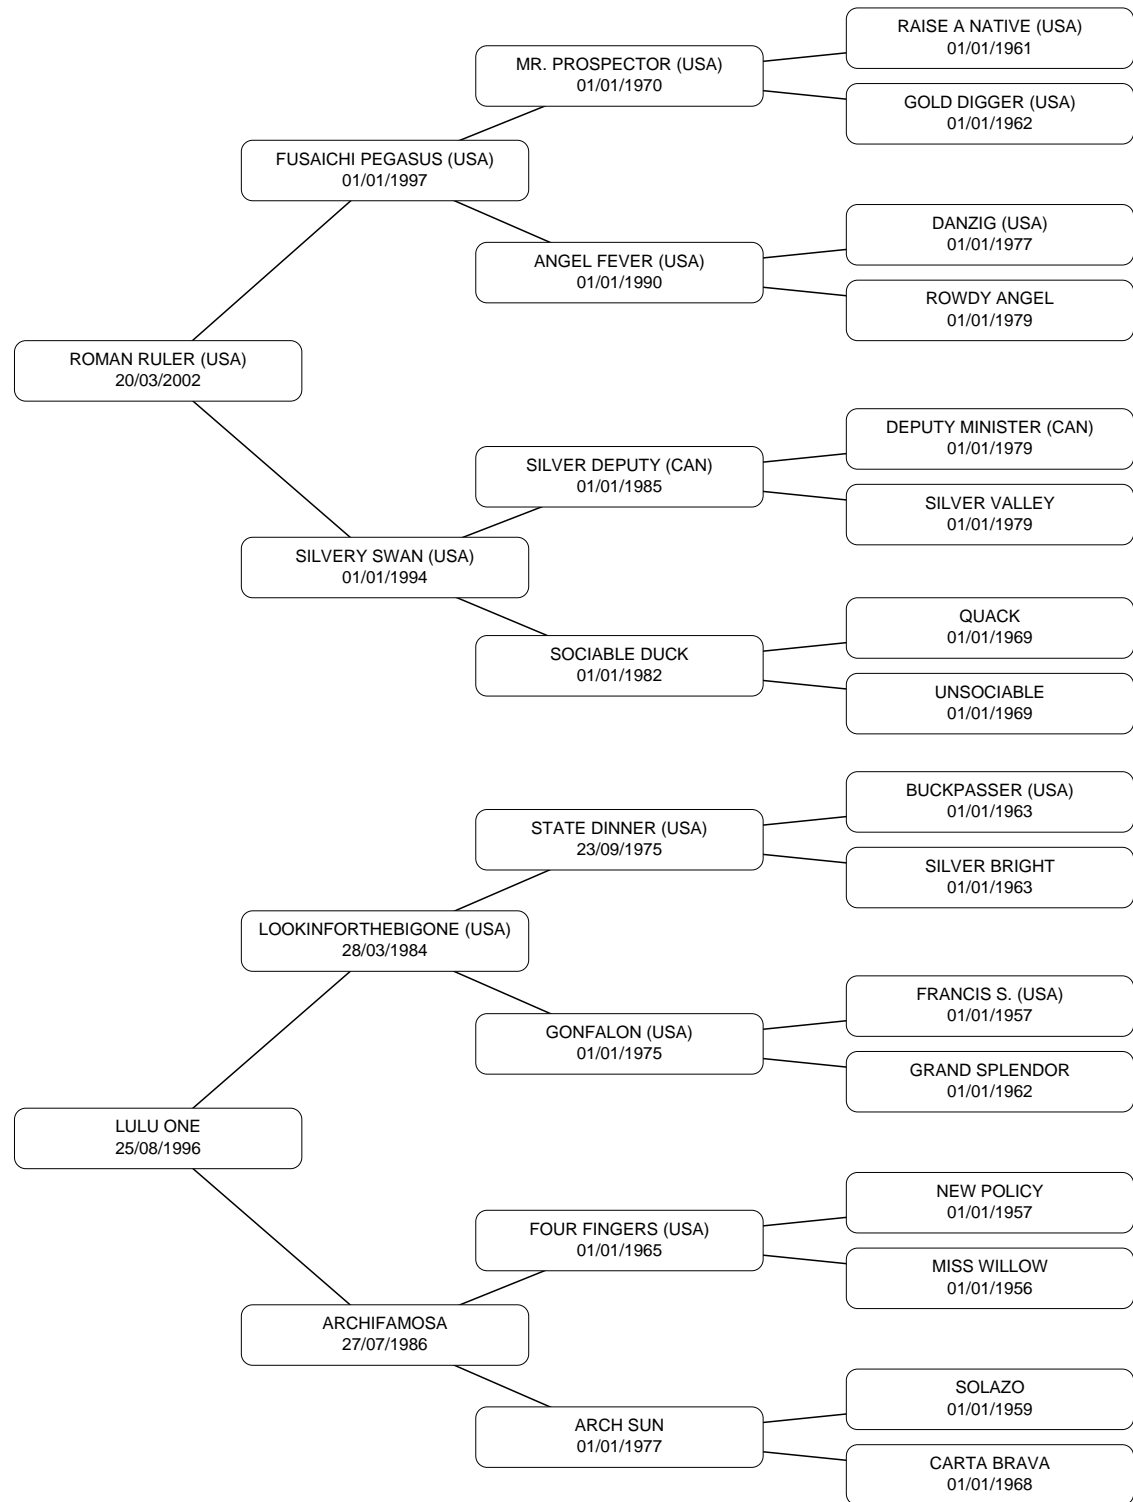 RAISE A NATIVE (USA)
01/01/1961
MR. PROSPECTOR (USA)
01/01/1970
GOLD DIGGER (USA)
01/01/1962
FUSAICHI PEGASUS (USA)
01/01/1997
DANZIG (USA)
01/01/1977
ANGEL FEVER (USA)
01/01/1990
ROWDY ANGEL
01/01/1979
ROMAN RULER (USA)
20/03/2002
DEPUTY MINISTER (CAN)
01/01/1979
SILVER DEPUTY (CAN)
01/01/1985
SILVER VALLEY
01/01/1979
SILVERY SWAN (USA)
01/01/1994
QUACK
01/01/1969
SOCIABLE DUCK
01/01/1982
UNSOCIABLE
01/01/1969
BUCKPASSER (USA)
01/01/1963
STATE DINNER (USA)
23/09/1975
SILVER BRIGHT
01/01/1963
LOOKINFORTHEBIGONE (USA)
28/03/1984
FRANCIS S. (USA)
01/01/1957
GONFALON (USA)
01/01/1975
GRAND SPLENDOR
01/01/1962
LULU ONE
25/08/1996
NEW POLICY
01/01/1957
FOUR FINGERS (USA)
01/01/1965
MISS WILLOW
01/01/1956
ARCHIFAMOSA
27/07/1986
SOLAZO
01/01/1959
ARCH SUN
01/01/1977
CARTA BRAVA
01/01/1968